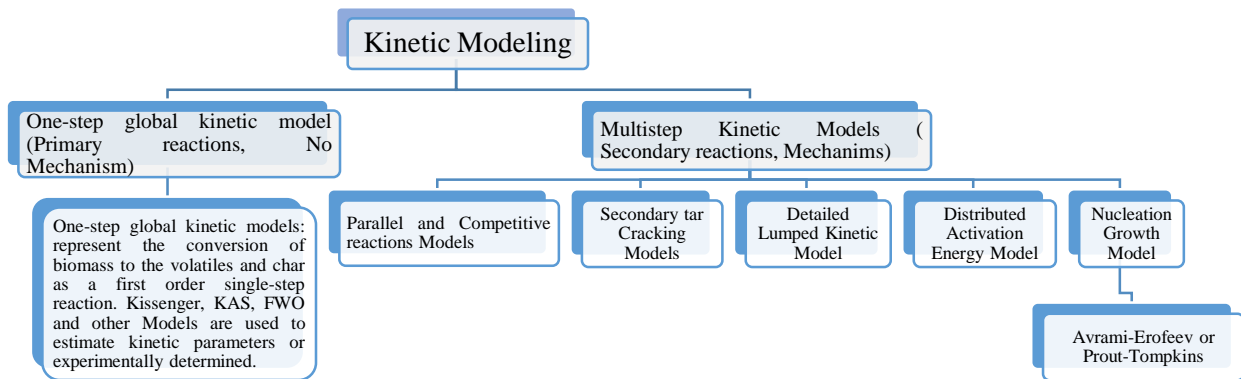 Kinetic Modeling
One-step global kinetic model
(Primary reactions, No
Mechanism)
Multistep Kinetic Models (
Secondary reactions, Mechanims)
One-step global kinetic models:
represent the conversion of
biomass to the volatiles and char
as a first order single-step
reaction. Kissenger, KAS, FWO
and other Models are used to
estimate kinetic parameters or
experimentally determined.
Parallel and Competitive
reactions Models
Secondary tar
Cracking
Models
Detailed
Lumped Kinetic
Model
Distributed
Activation
Energy Model
Nucleation
Growth
Model
Avrami-Erofeev or
Prout-Tompkins